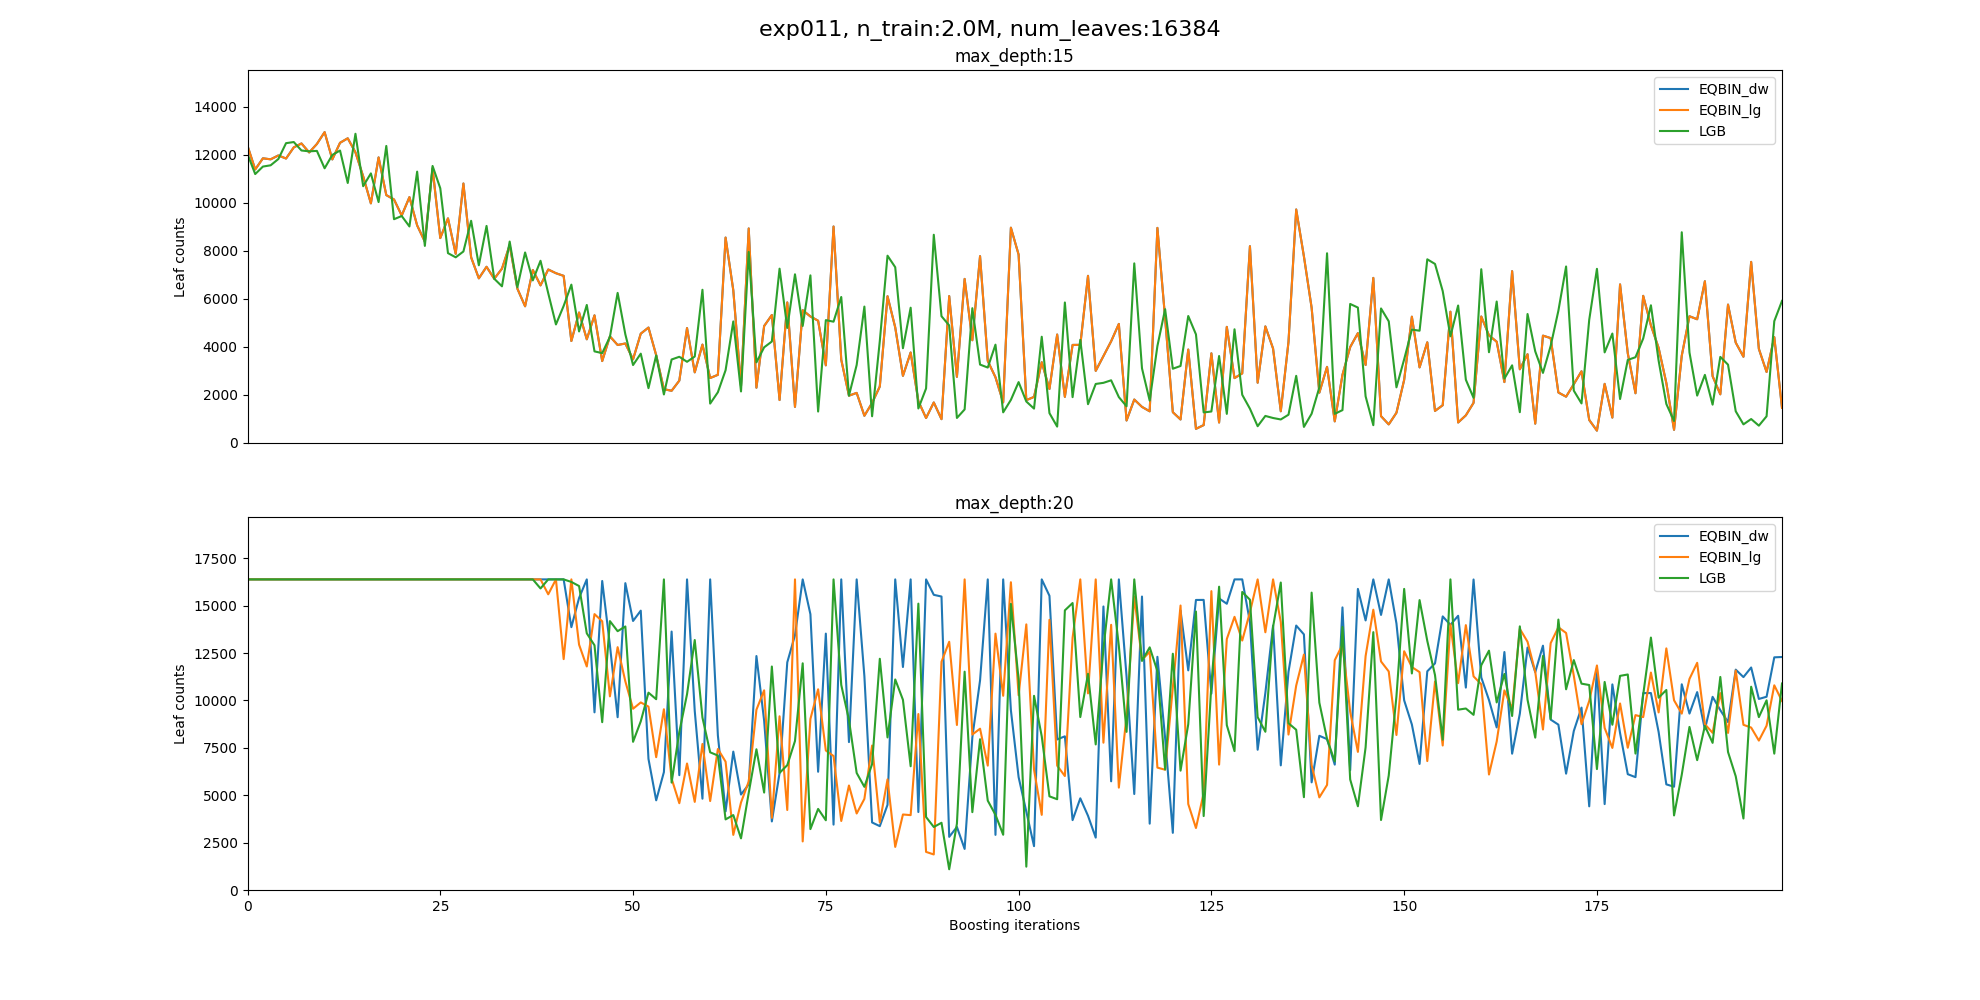 exp011, n_train:2.0M, num_leaves:16384
max_depth:15
14000
12000
10000
8000
6000
4000
2000
0
Leaf counts
EQBIN_dw
EQBIN_lg
LGB
max_depth:20
17500
15000
12500
10000
7500
5000
2500
0
Leaf counts
EQBIN_dw
EQBIN_lg
LGB
0 25 50 75 100 125 150 175
Boosting iterations